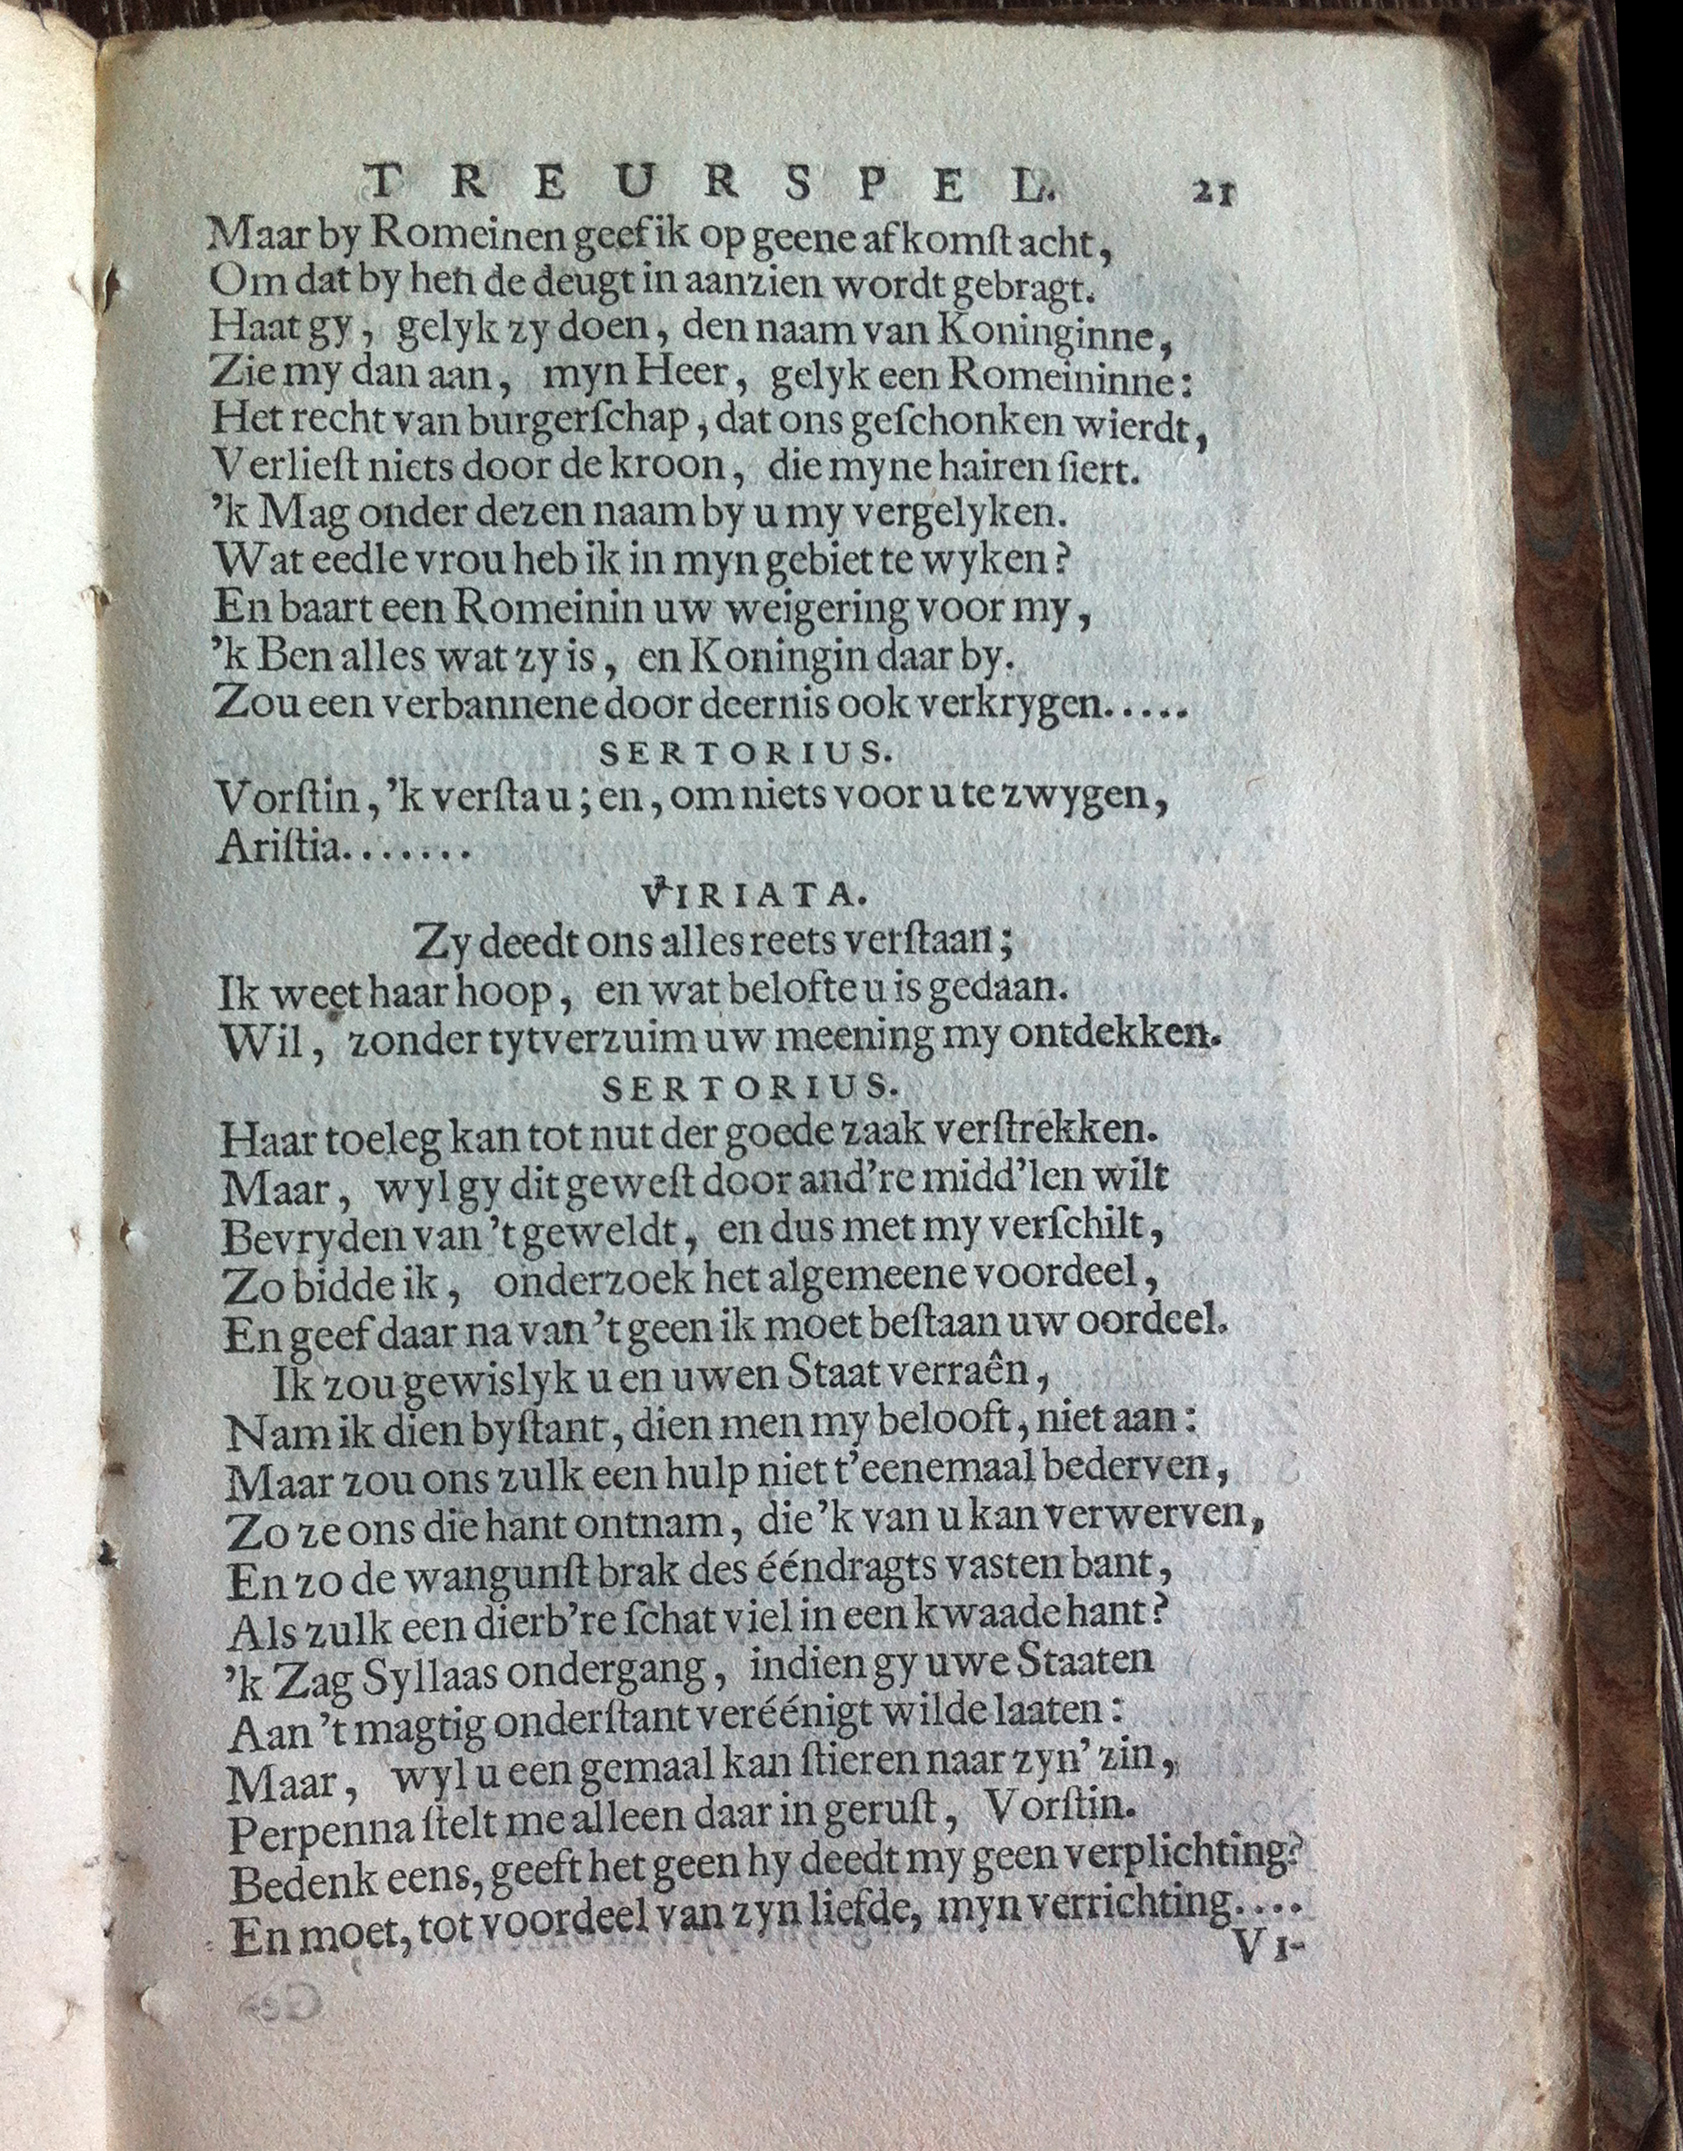 TREURSPEL. 21
Maar by Romeinen geef ik op geene afkomſt acht,
Om dat by hen de deugt in aanzien wordt gebragt.
Haat gy, gelyk zy doen, den naam van Koninginne,
Zie my dan aan, myn Heer, gelyk een Romeininne:
Het recht van burgerſchap, dat ons geſchonken wierdt,
Verlieſt niets door de kroon, die myne hairen ſiert.
'k Mag onder dezen naam by u my vergelyken.
Wat eedle vrou heb ik in myn gebiet te wyken?
En baart een Romeinin uw weigering voor my,
'k Ben alles wat zy is, en Koningin daar by.
Zou een verbannene door deernis ook verkrygen.....
SERTORIUS.
Vorſtin, 'k verſta u; en, om niets voor u te zwygen,
Ariſtia.......
VIRIATA.
Zy deedt ons alles reets verſtaan;
Ik weet haar hoop, en wat belofte u is gedaan.
Wil, zonder tytverzuim uw meening my ontdekken.
SERTORIUS.
Haar toeleg kan tot nut der goede zaak verſtrekken.
Maar, wyl gy dit geweſt door and're midd'len wilt
Bevryden van 't geweldt, en dus met my verſchilt,
Zo bidde ik, onderzoek het algemeene voordeel,
En geef daar na van 't geen ik moet beſtaan uw oordeel.
Ik zou gewislyk u en uwen Staat verraên,
Nam ik dien byſtant, dien men my belooft, niet aan:
Maar zou ons zulk een hulp niet t'eenemaal bederven,
Zo ze ons die hant ontnam, die 'k van u kan verwerven,
En zo de wangunſt brak des ééndragts vasten bant,
Als zulk een dierb're ſchat viel in een kwaade hant?
'k Zag Syllaas ondergang, indien gy uwe Staaten
Aan 't magtig onderſtant veréénigt wilde laaten:
Maar, wyl u een gemaal kan ſtieren naar zyn' zin,
Perpenna ſtelt me alleen daar in geruſt, Vorſtin.
Bedenk eens, geeft het geen hy deedt my geen verplichting?
En moet, tot voordeel van zyn liefde, myn verrichting....
VI-